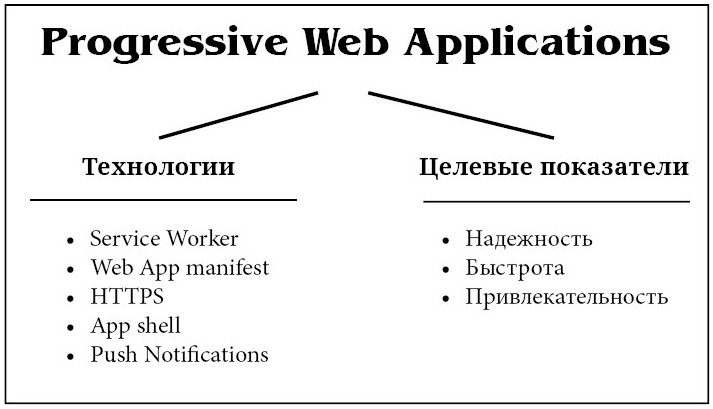 Progressive Web Applications
Технологии
• Service Worker
• Web App manifest
• HTTPS
• App shell
• Push Notifications
Целевые показатели
• Надежность
• Быстрота
• Привлекательность